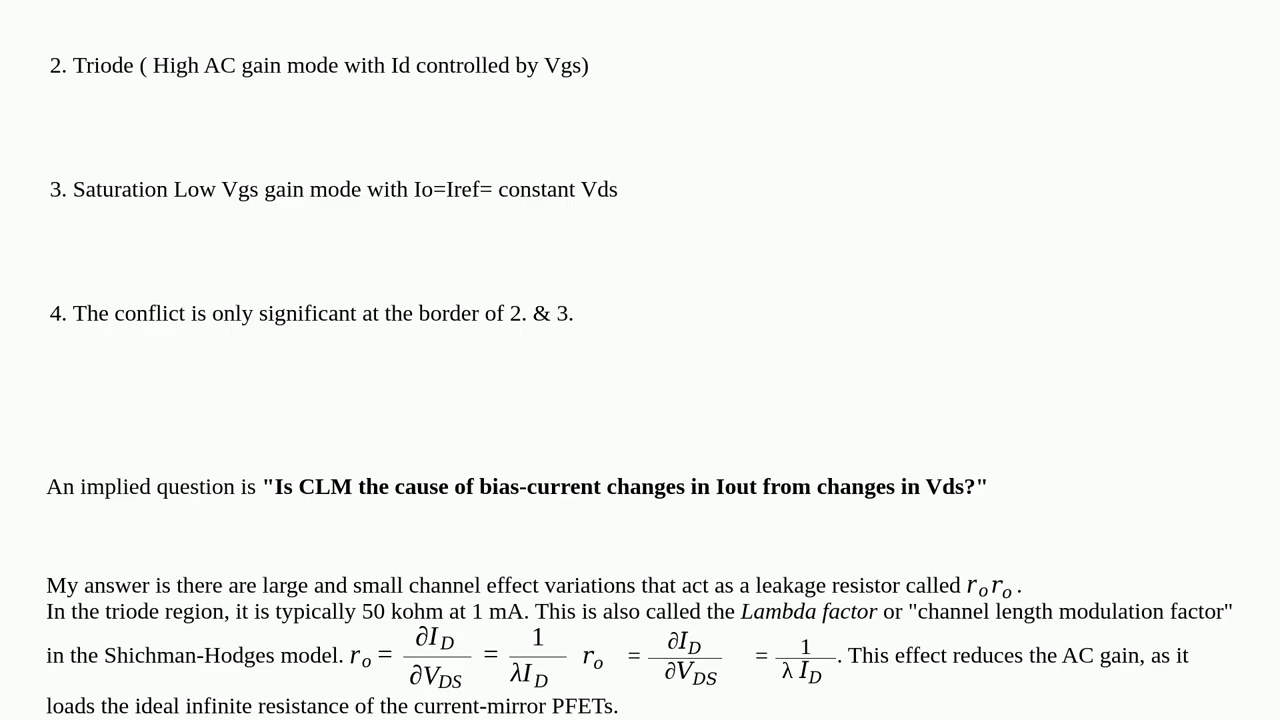 2. Triode ( High AC gain mode with Id controlled by Vgs)
3. Saturation Low Vgs gain mode with Io=Iref= constant Vds
4. The conflict is only significant at the border of 2. & 3.
An implied question is "Is CLM the cause of bias-current changes in Iout from changes in Vds?"
My answer is there are large and small channel effect variations that act as a leakage resistor called r_o r_o .
In the triode region, it is typically 50 kohm at 1 mA. This is also called the Lambda factor or "channel length modulation factor"
in the Shichman-Hodges model. r_o = ∂I_D/∂V_DS = 1/λI_D r_o = ∂I_D/∂V_DS = 1/λ I_D. This effect reduces the AC gain, as it
loads the ideal infinite resistance of the current-mirror PFETs.